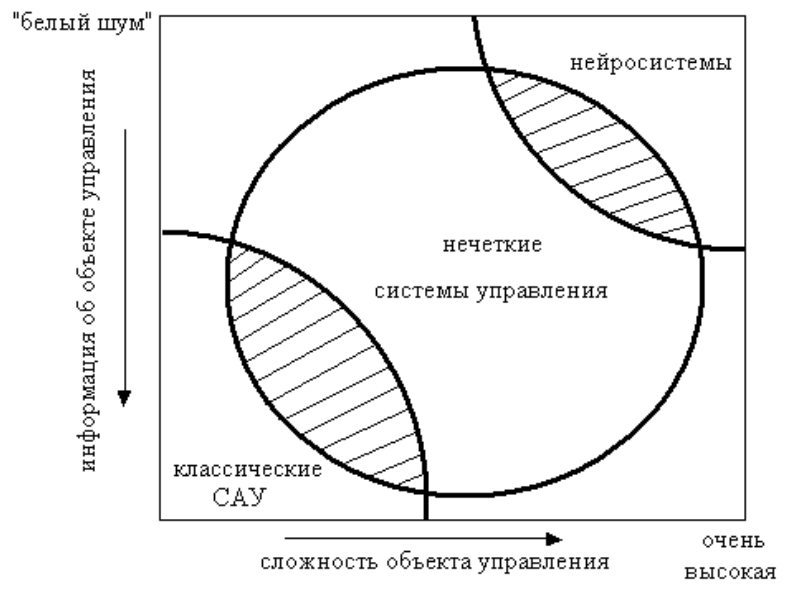 "белый шум"
нейросистемы
информация об объекте управления
нечеткие
системы управления
классические
САУ
сложность объекта управления
очень
высокая